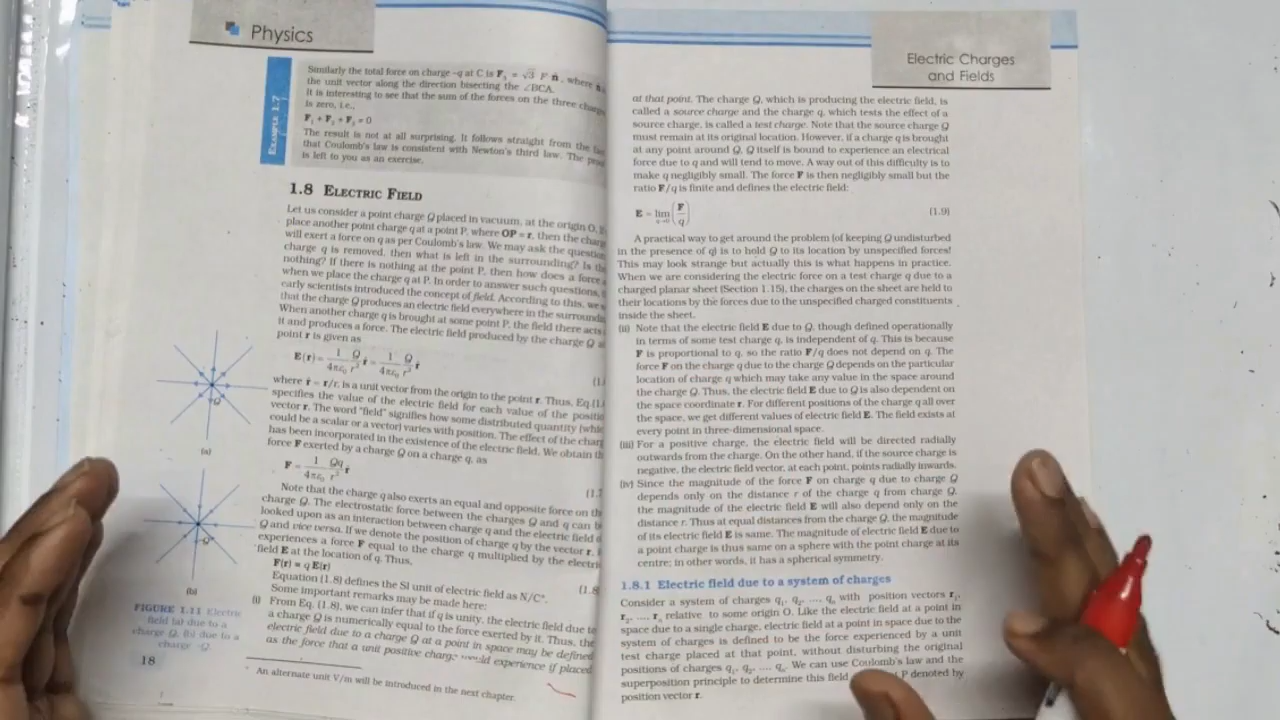 Physics
EXAMPLE 1.7
Similarly the total force on charge –q at C is F₃ = √3 F n̂, where
the unit vector along the direction bisecting the ∠BCA.
It is interesting to see that the sum of the forces on the three charges
is zero, i.e.,
F₁ + F₂ + F₃ = 0
The result is not at all surprising. It follows straight from the
that Coulomb's law is consistent with Newton's third law. The
is left to you as an exercise.
1.8 ELECTRIC FIELD
Let us consider a point charge Q placed in vacuum, at the origin O.
place another point charge q at a point P, where OP = r, then the
will exert a force on q as per Coulomb's law. We may ask the question
charge q is removed, then what is left in the surrounding? Is
nothing? If there is nothing at the point P, then how does a force
when we place the charge q at P. In order to answer such questions,
early scientists introduced the concept of field. According to this, we
that the charge Q produces an electric field everywhere in the
When another charge q is brought at some point P, the field there acts
it and produces a force. The electric field produced by the charge Q
point r is given as
E(r) = 1/4πε₀ Q/r² r̂ = 1/4πε₀ Q/r² r̂
where r̂ = r/r, is a unit vector from the origin to the point r. Thus, Eq.
specifies the value of the electric field for each value of the
vector r. The word "field" signifies how some distributed quantity
could be a scalar or a vector) varies with position. The effect of the
has been incorporated in the existence of the electric field. We obtain
force F exerted by a charge Q on a charge q, as
F = 1/4πε₀ Qq/r² r̂
Note that the charge q also exerts an equal and opposite force on
charge Q. The electrostatic force between the charges Q and q can
looked upon as an interaction between charge q and the electric field
Q and vice versa. If we denote the position of charge q by the vector r,
experiences a force F equal to the charge q multiplied by the
field E at the location of q. Thus,
F(r) = q E(r) (1.8
Equation (1.8) defines the SI unit of electric field as N/C*.
Some important remarks may be made here:
(i) From Eq. (1.8), we can infer that if q is unity, the electric field due
a charge Q is numerically equal to the force exerted by it. Thus, the
electric field due to a charge Q at a point in space may be defined
as the force that a unit positive charge would experience if placed
* An alternate unit V/m will be introduced in the next chapter.
(a)
(b)
FIGURE 1.11 Electric
field (a) due to a
charge Q, (b) due to a
charge –Q.
18
Electric Charges
and Fields
at that point. The charge Q, which is producing the electric field, is
called a source charge and the charge q, which tests the effect of a
source charge, is called a test charge. Note that the source charge Q
must remain at its original location. However, if a charge q is brought
at any point around Q, Q itself is bound to experience an electrical
force due to q and will tend to move. A way out of this difficulty is to
make q negligibly small. The force F is then negligibly small but the
ratio F/q is finite and defines the electric field:
E = lim q→0 (F/q) (1.9)
A practical way to get around the problem (of keeping Q undisturbed
in the presence of q) is to hold Q to its location by unspecified forces!
This may look strange but actually this is what happens in practice.
When we are considering the electric force on a test charge q due to a
charged planar sheet (Section 1.15), the charges on the sheet are held to
their locations by the forces due to the unspecified charged constituents
inside the sheet.
(ii) Note that the electric field E due to Q, though defined operationally
in terms of some test charge q, is independent of q. This is because
F is proportional to q, so the ratio F/q does not depend on q. The
force F on the charge q due to the charge Q depends on the particular
location of charge q which may take any value in the space around
the charge Q. Thus, the electric field E due to Q is also dependent on
the space coordinate r. For different positions of the charge q all over
the space, we get different values of electric field E. The field exists at
every point in three-dimensional space.
(iii) For a positive charge, the electric field will be directed radially
outwards from the charge. On the other hand, if the source charge is
negative, the electric field vector, at each point, points radially inwards.
(iv) Since the magnitude of the force F on charge q due to charge Q
depends only on the distance r of the charge q from charge Q,
the magnitude of the electric field E will also depend only on the
distance r. Thus at equal distances from the charge Q, the magnitude
of its electric field E is same. The magnitude of electric field E due to
a point charge is thus same on a sphere with the point charge at its
centre; in other words, it has a spherical symmetry.
1.8.1 Electric field due to a system of charges
Consider a system of charges q₁, q₂, ..., qₙ with position vectors r₁,
r₂, ..., rₙ relative to some origin O. Like the electric field at a point in
space due to a single charge, electric field at a point in space due to the
system of charges is defined to be the force experienced by a unit
test charge placed at that point, without disturbing the original
positions of charges q₁, q₂, ..., qₙ. We can use Coulomb's law and the
superposition principle to determine this field P denoted by
position vector r.